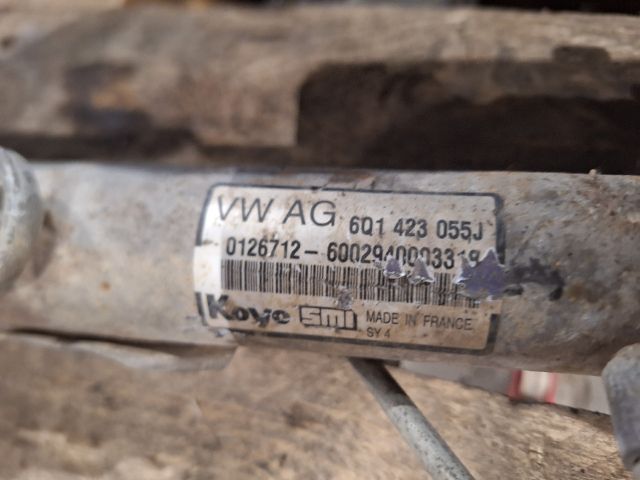 VW AG 6Q1 423 055J
0126712-6002940003319
Koyo SMI MADE IN FRANCE
SY 4